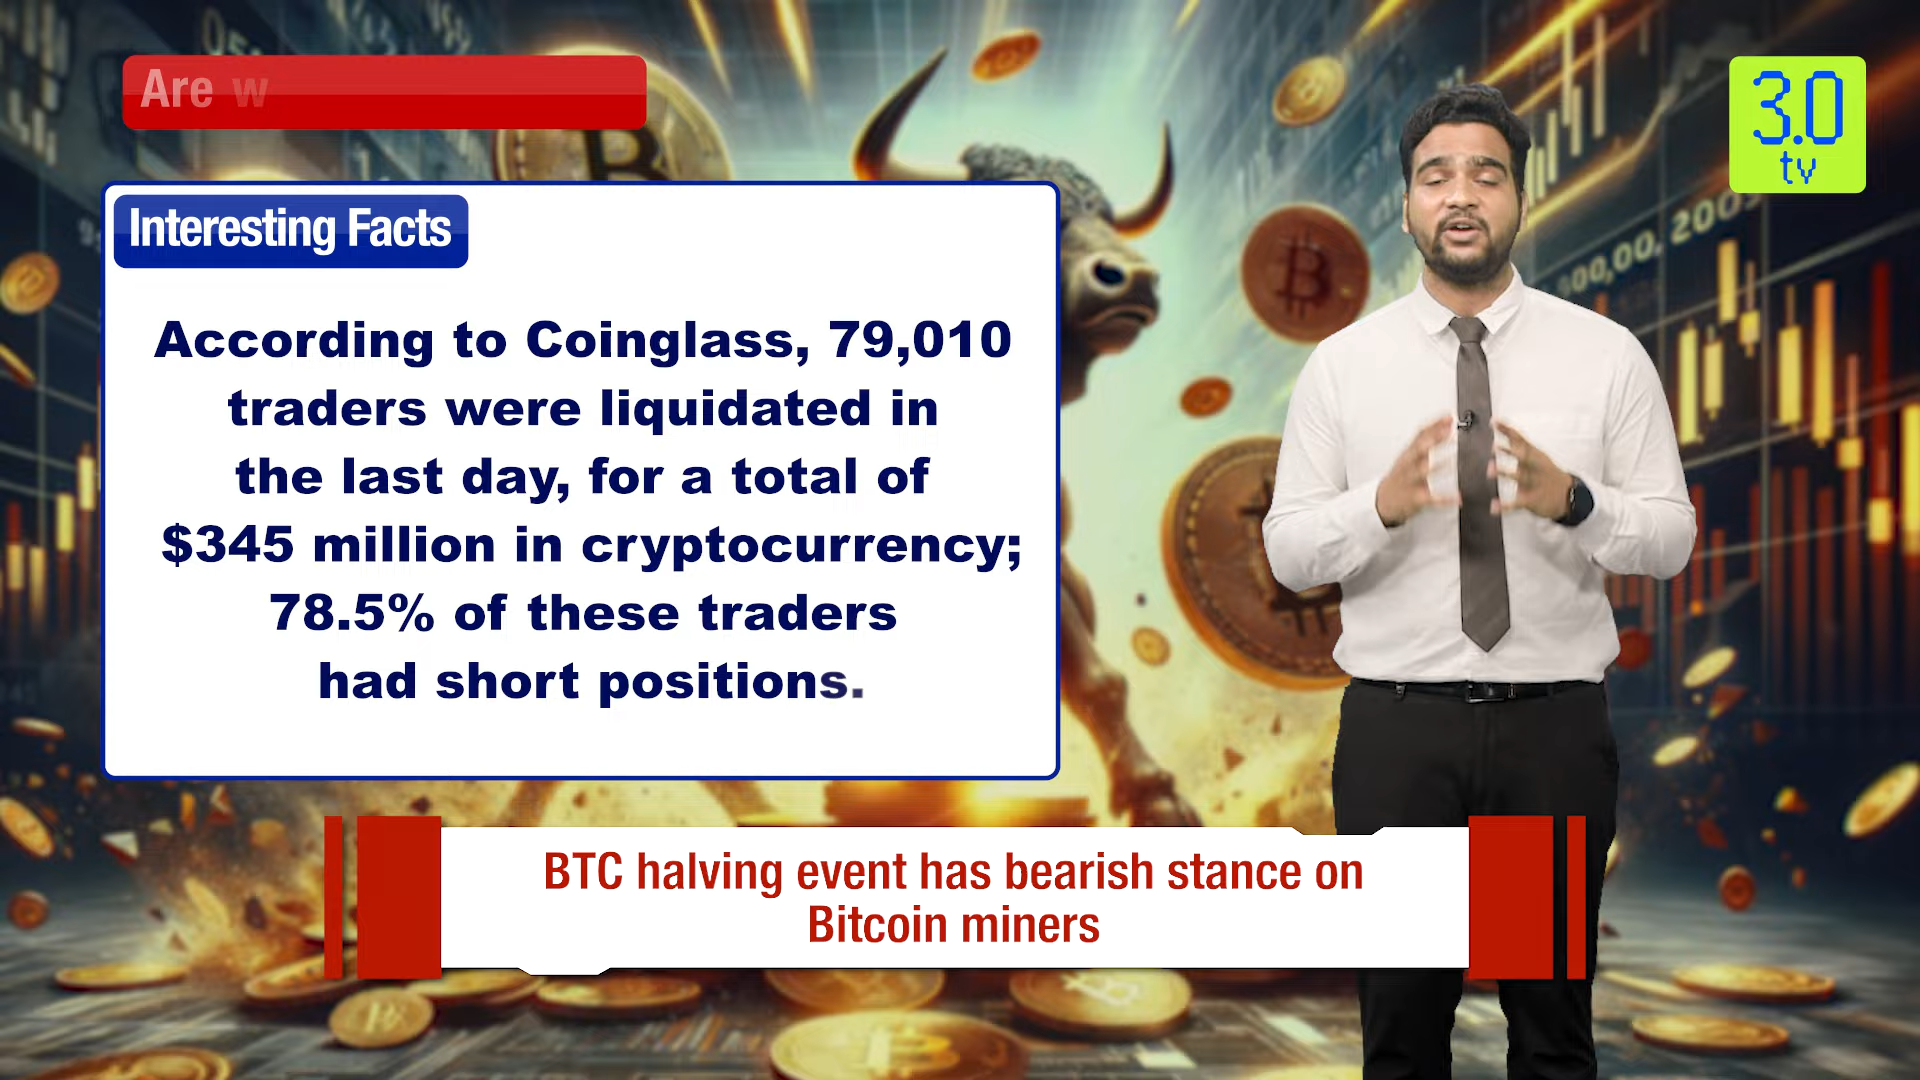 Are w
3.0
tv
Interesting Facts
According to Coinglass, 79,010
traders were liquidated in
the last day, for a total of
$345 million in cryptocurrency;
78.5% of these traders
had short positions.
BTC halving event has bearish stance on
Bitcoin miners